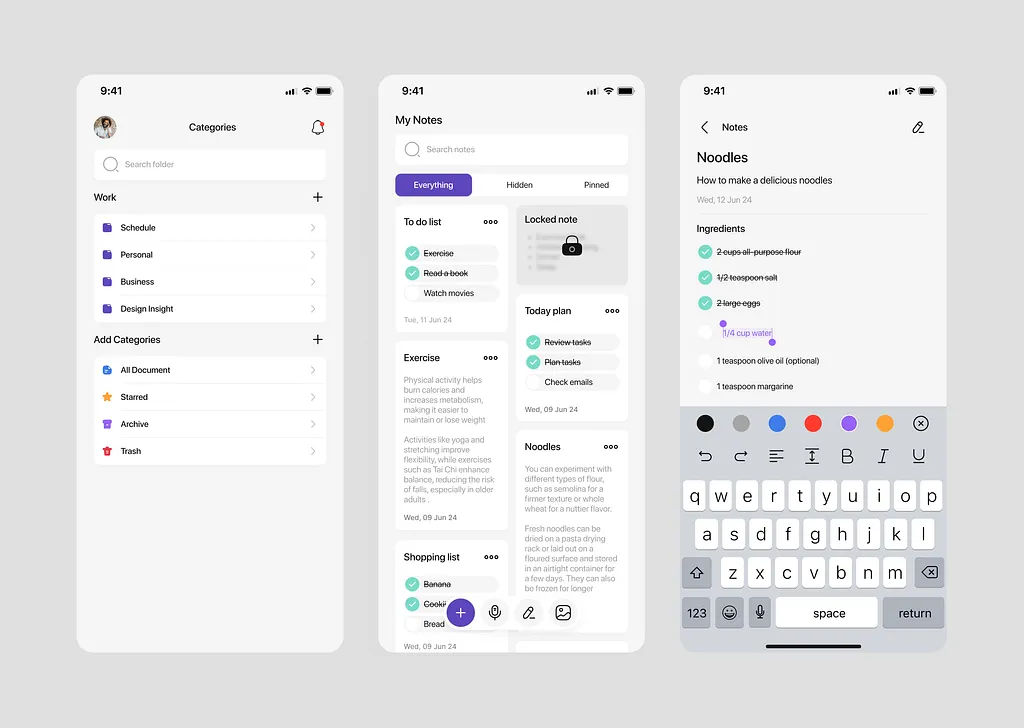 9:41
Categories
Search folder
Work
Schedule
Personal
Business
Design Insight
Add Categories
All Document
Starred
Archive
Trash
9:41
My Notes
Search notes
Everything
Hidden
Pinned
To do list
Exercise
Read a book
Watch movies
Tue, 11 Jun 24
Exercise
Physical activity helps
burn calories and
increases metabolism,
making it easier to
maintain or lose weight
Activities like yoga and
stretching improve
flexibility, while exercises
such as Tai Chi enhance
balance, reducing the risk
of falls, especially in older
adults .
Wed, 09 Jun 24
Shopping list
Banana
Bread
Wed, 09 Jun 24
Locked note
Today plan
Review tasks
Plan tasks
Check emails
Wed, 09 Jun 24
Noodles
You can experiment with
different types of flour,
such as semolina for a
firmer texture or whole
wheat for a nuttier flavor.
Fresh noodles can be
dried on a pasta drying
rack or laid out on a
floured surface and stored
in an airtight container for
a few days. They can also
be frozen for longer
9:41
Notes
Noodles
How to make a delicious noodles
Wed, 12 Jun 24
Ingredients
2 cups all-purpose flour
1/2 teaspoon salt
2 large eggs
1/4 cup water
1 teaspoon olive oil (optional)
1 teaspoon margarine
B I U
q w e r t y u i o p
a s d f g h j k l
z x c v b n m
123 space return